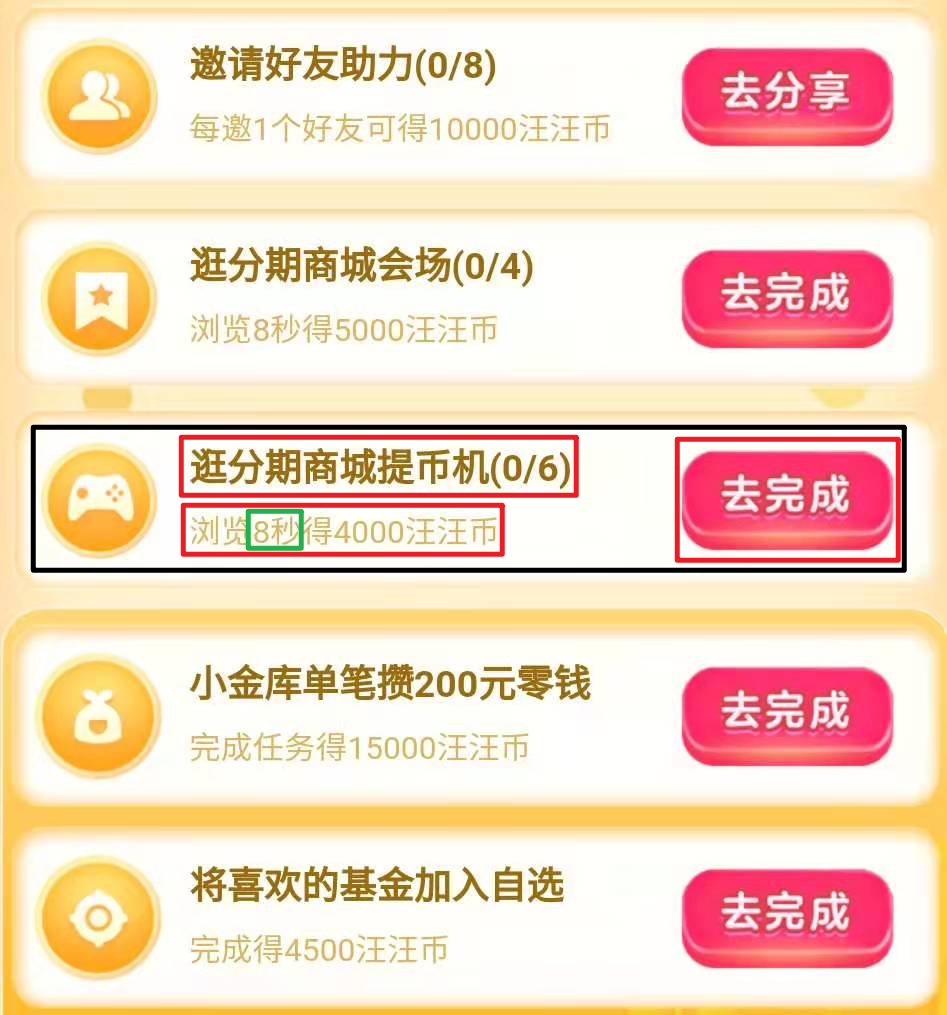 邀请好友助力(0/8)
每邀1个好友可得10000汪汪币
去分享
逛分期商城会场(0/4)
浏览8秒得5000汪汪币
去完成
逛分期商城提币机(0/6)
浏览8秒得4000汪汪币
去完成
小金库单笔攒200元零钱
完成任务得15000汪汪币
去完成
将喜欢的基金加入自选
完成得4500汪汪币
去完成